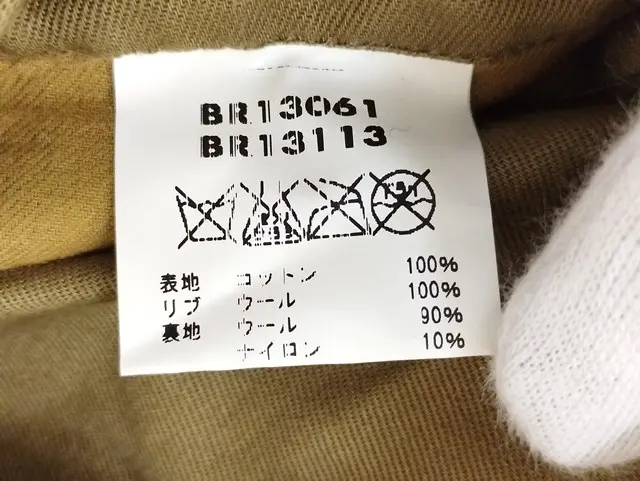 BR13061
BR13113
表地 コットン 100%
リブ ウール 100%
裏地 ウール 90%
ナイロン 10%